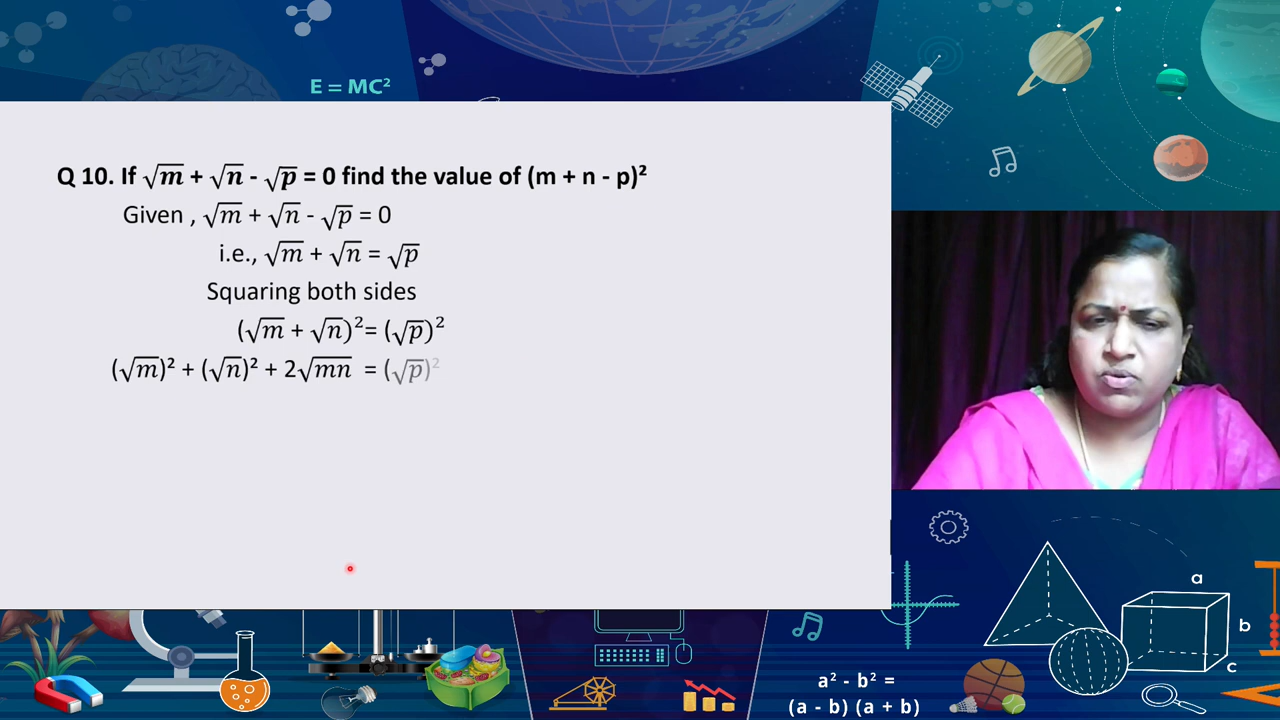 E = MC²
Q 10. If √m + √n - √p = 0 find the value of (m + n - p)²
Given , √m + √n - √p = 0
i.e., √m + √n = √p
Squaring both sides
(√m + √n)²= (√p)²
(√m)² + (√n)² + 2√mn = (√p)²
a
b
c
a² - b² =
(a - b) (a + b)